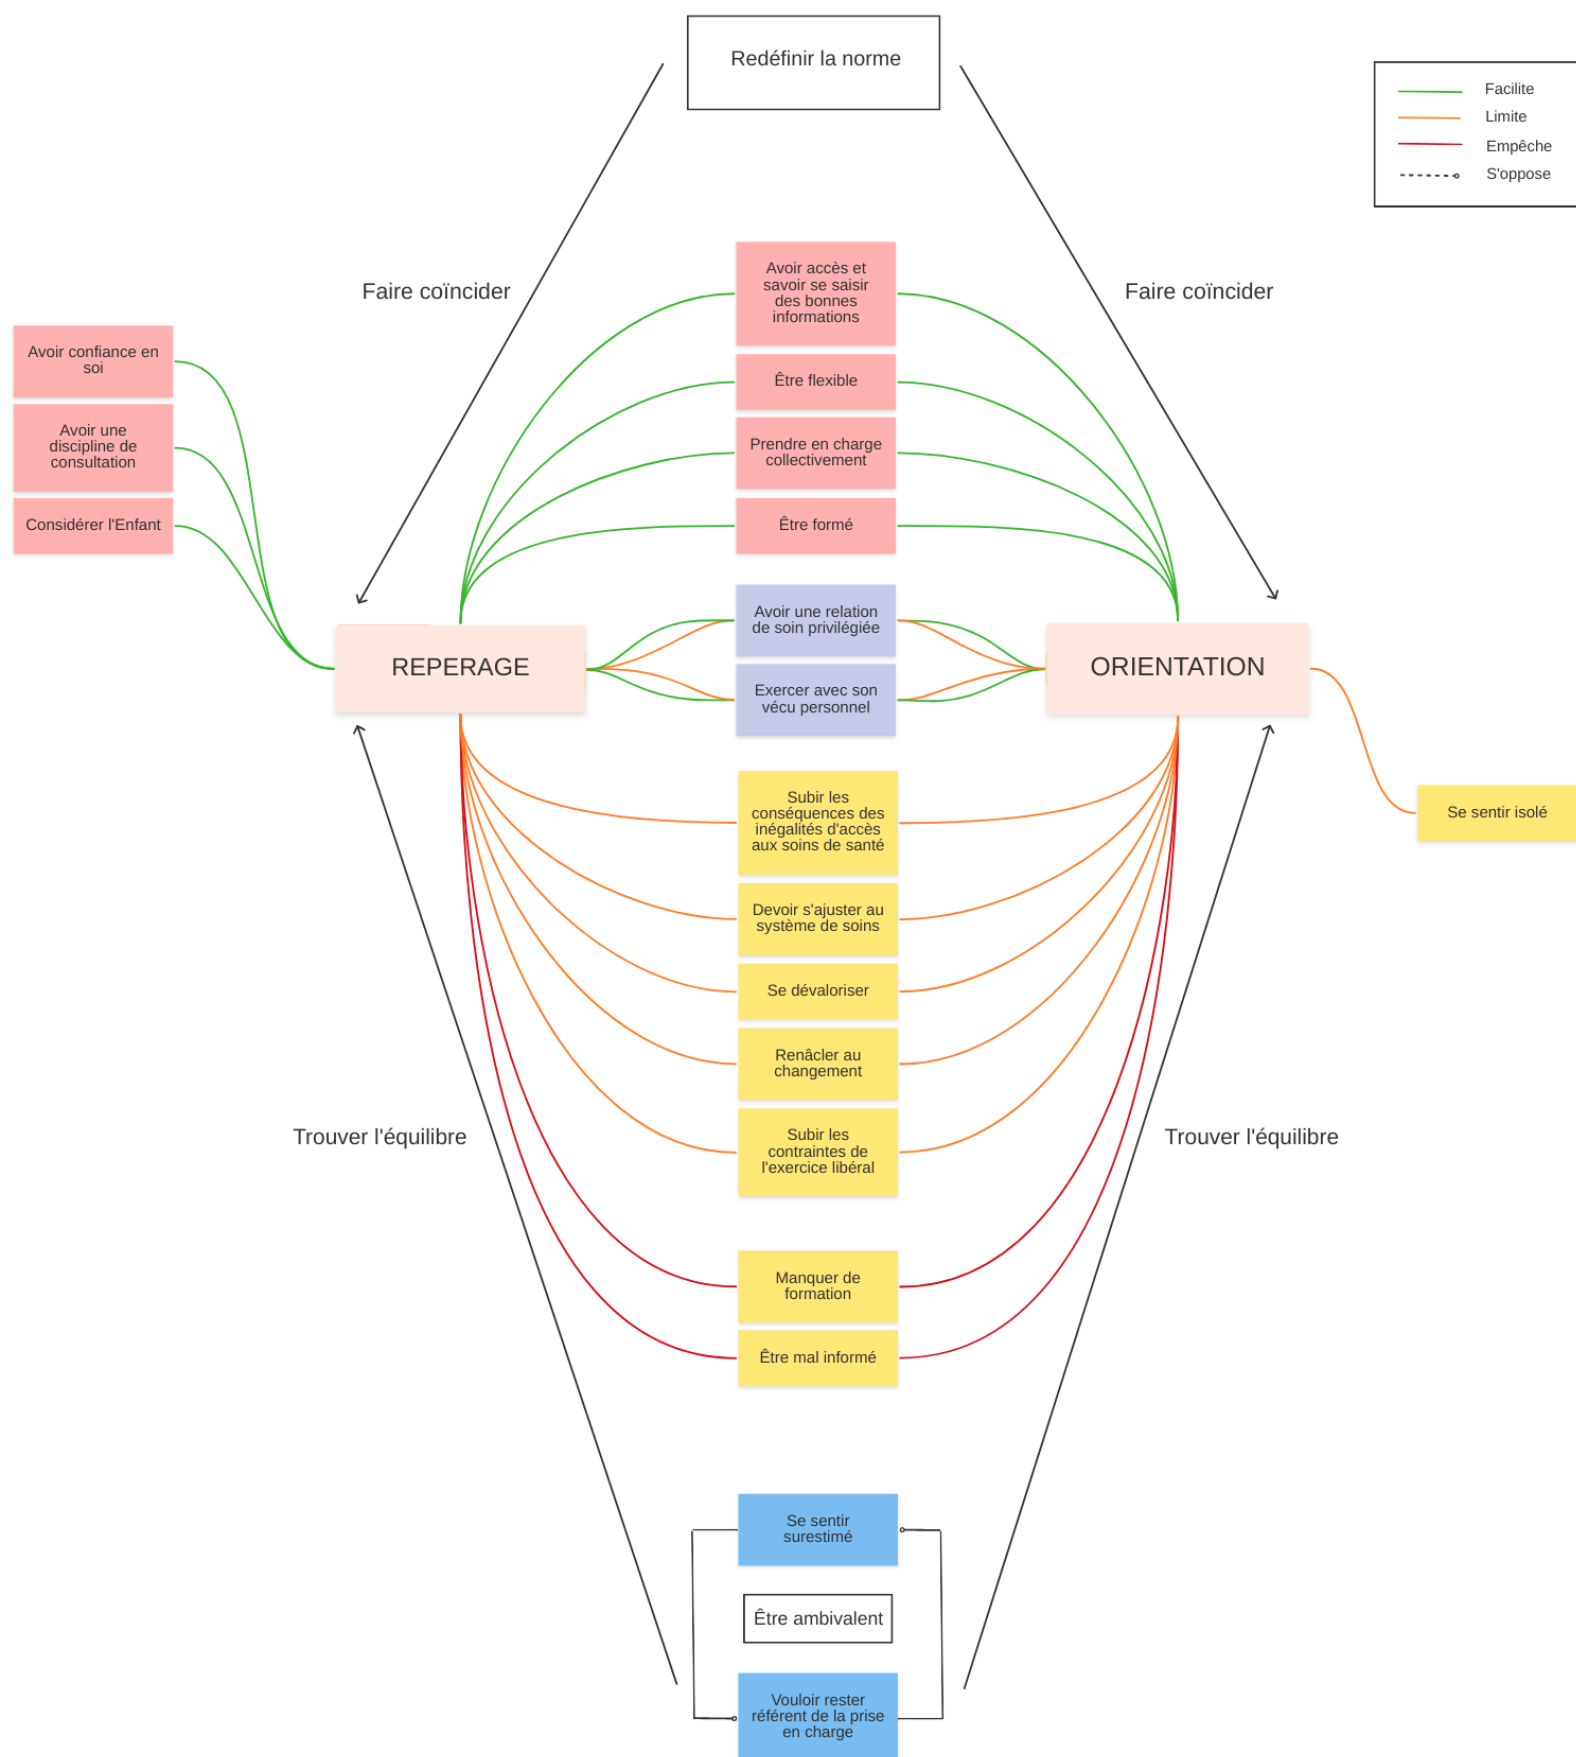 Redéfinir la norme
Facilite
Limite
Empêche
S'oppose
Faire coïncider
Faire coïncider
Avoir accès et
savoir se saisir
des bonnes
informations
Être flexible
Prendre en charge
collectivement
Être formé
Avoir confiance en
soi
Avoir une
discipline de
consultation
Considérer l'Enfant
REPERAGE
Avoir une relation
de soin privilégiée
Exercer avec son
vécu personnel
ORIENTATION
Se sentir isolé
Subir les
conséquences des
inégalités d'accès
aux soins de santé
Devoir s'ajuster au
système de soins
Se dévaloriser
Renâcler au
changement
Subir les
contraintes de
l'exercice libéral
Trouver l'équilibre
Trouver l'équilibre
Manquer de
formation
Être mal informé
Se sentir
surestimé
Être ambivalent
Vouloir rester
référent de la prise
en charge